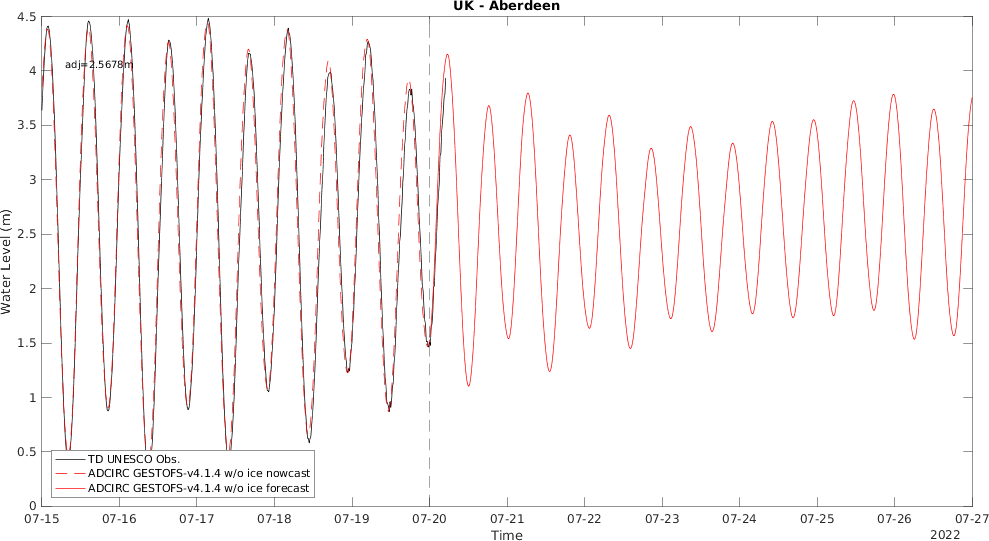 UK - Aberdeen
4.5
4
3.5
3
2.5
2
1.5
1
0.5
0
Water Level (m)
adj=2.5678m
TD UNESCO Obs.
ADCIRC GESTOFS-v4.1.4 w/o ice nowcast
ADCIRC GESTOFS-v4.1.4 w/o ice forecast
07-15 07-16 07-17 07-18 07-19 07-20 07-21 07-22 07-23 07-24 07-25 07-26 07-27
Time
2022